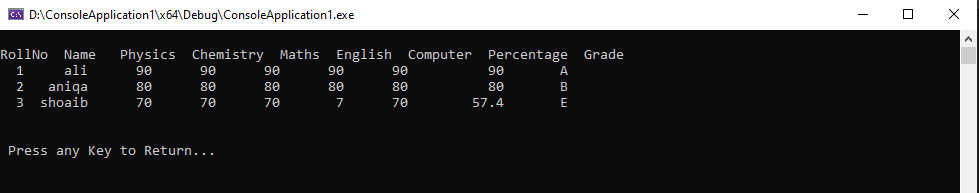 D:\ConsoleApplication1\x64\Debug\ConsoleApplication1.exe
RollNo Name Physics Chemistry Maths English Computer Percentage Grade
1 ali 90 90 90 90 90 90 A
2 aniqa 80 80 80 80 80 80 B
3 shoaib 70 70 70 7 70 57.4 E
Press any Key to Return...